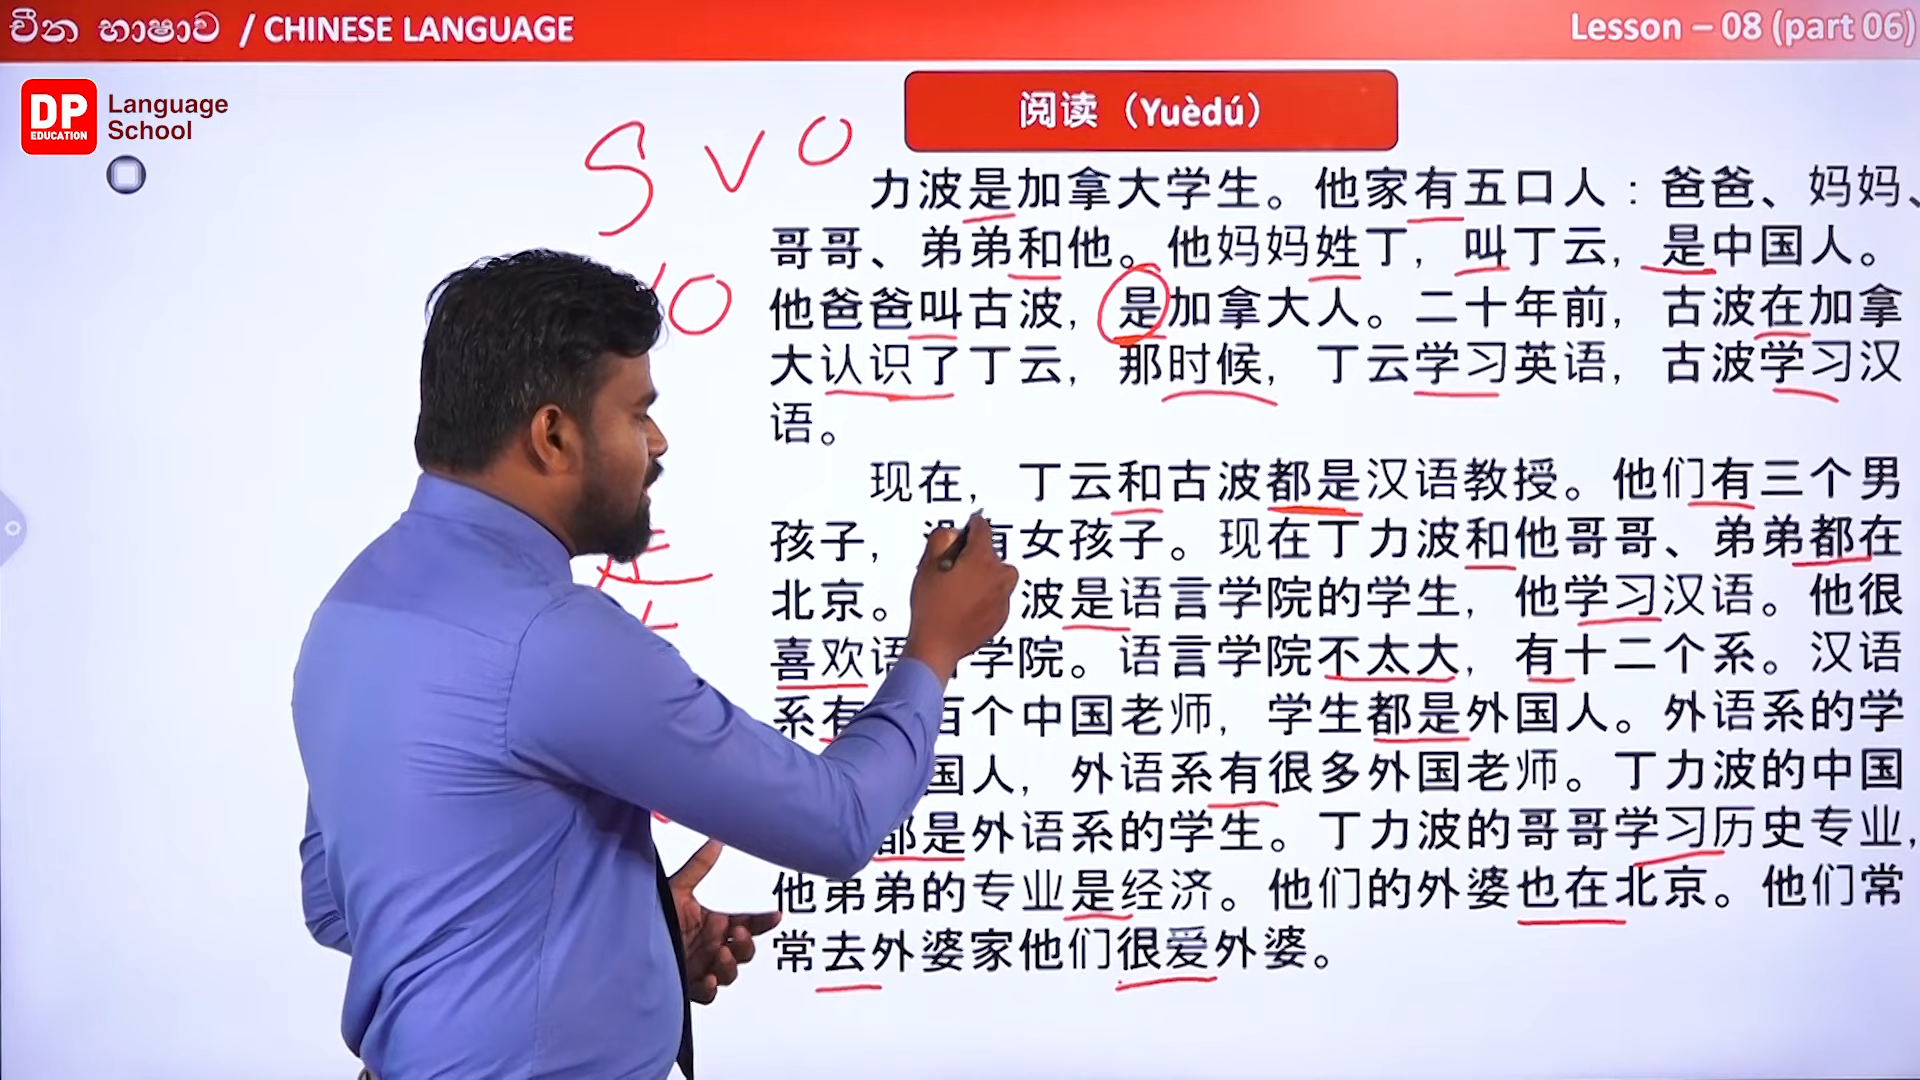 චීන භාෂාව / CHINESE LANGUAGE
Lesson – 08 (part 06)
DP
EDUCATION
Language
School
阅读（Yuèdú）
S V O
O
力波是加拿大学生。他家有五口人：爸爸、妈妈、
哥哥、弟弟和他。他妈妈姓丁，叫丁云，是中国人。
他爸爸叫古波，是加拿大人。二十年前，古波在加拿
大认识了丁云，那时候，丁云学习英语，古波学习汉
语。
现在，丁云和古波都是汉语教授。他们有三个男
孩子，有女孩子。现在丁力波和他哥哥、弟弟都在
北京。波是语言学院的学生，他学习汉语。他很
喜欢语学院。语言学院不太大，有十二个系。汉语
系有百个中国老师，学生都是外国人。外语系的学
国人，外语系有很多外国老师。丁力波的中国
都是外语系的学生。丁力波的哥哥学习历史专业，
他弟弟的专业是经济。他们的外婆也在北京。他们常
常去外婆家他们很爱外婆。